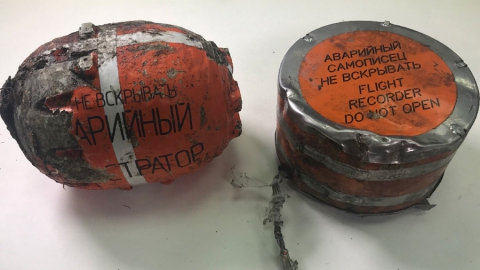 НЕ ВСКРЫВАТЬ
АРИЙНЫЙ
ТРАТОР
АВАРИЙНЫЙ
САМОПИСЕЦ
НЕ ВСКРЫВАТЬ
FLIGHT
RECORDER
DO NOT OPEN